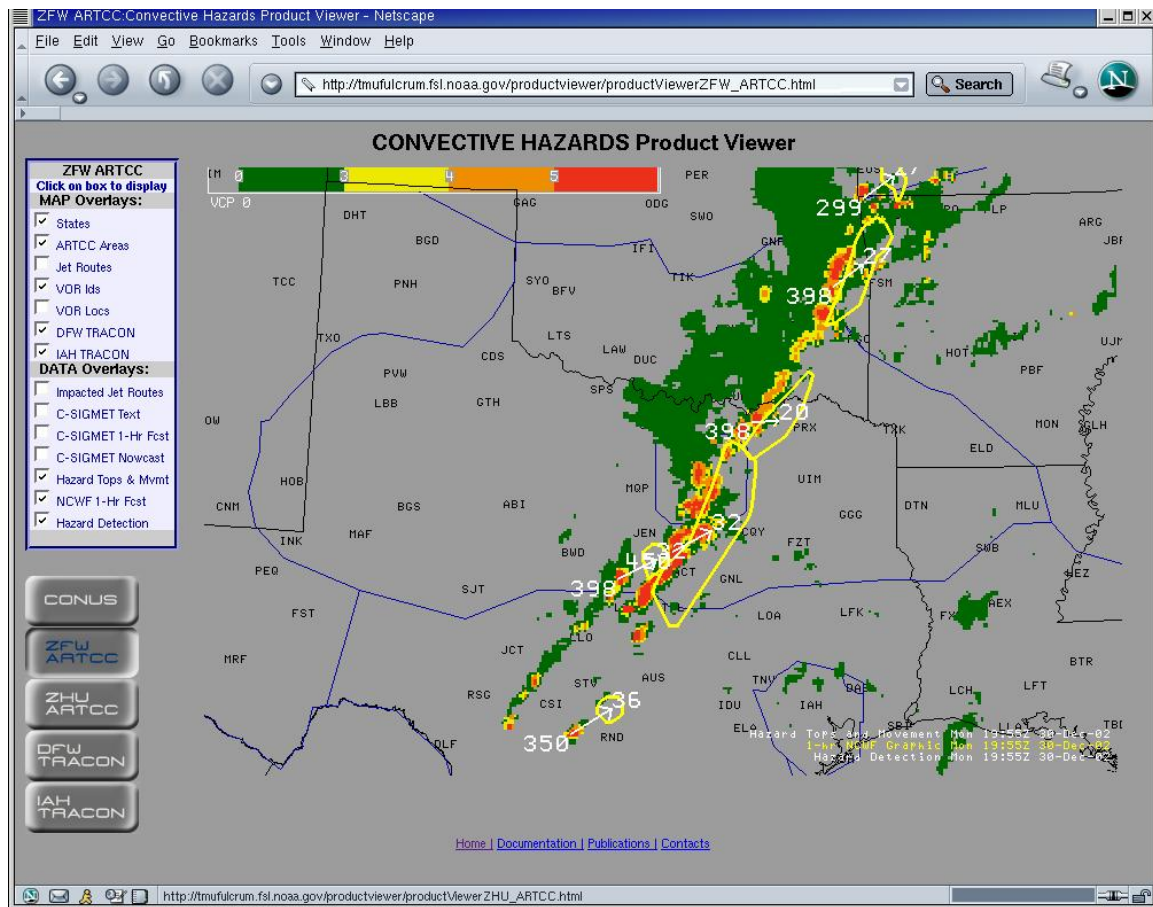 ZFW ARTCC:Convective Hazards Product Viewer - Netscape
File Edit View Go Bookmarks Tools Window Help
http://tmufulcrum.fsl.noaa.gov/productviewer/productViewerZFW_ARTCC.html
Search
N
CONVECTIVE HAZARDS Product Viewer
ZFW ARTCC
Click on box to display
MAP Overlays:
States
ARTCC Areas
Jet Routes
VOR Ids
VOR Locs
DFW TRACON
IAH TRACON
DATA Overlays:
Impacted Jet Routes
C-SIGMET Text
C-SIGMET 1-Hr Fcst
C-SIGMET Nowcast
Hazard Tops & Mvmt
NCWF 1-Hr Fcst
Hazard Detection
CONUS
ZFW ARTCC
ZHU ARTCC
DFW TRACON
IAH TRACON
0 3 4 5
VCP 0
PER
GAG ODG
DHT SWO
299
ARG
BGD IFI
TCC PNH SYO BFV TIK
27
398 FSM
TXO LTS LAW DUC
CDS HOT
PVW PBF
SPS
LBB GTH
20
398 PRX TXK MON
ELD
HOB UIM
CNM BGS ABI MQP GGG DTN MLU
INK MAF JEN 32 CQY
BWD FZT SWB
PEQ 398 ACT GNL
SJT
FST LOA LFK AEX
LLO
MRF JCT CLL BTR
STV AUS
RSG CSI 36 IDU IAH LCH LFT
350 RND ELA
DLF
Hazard Tops and Movement Mon 19:55Z 30-Dec-02
1-hr NCWF Graphic Mon 19:55Z 30-Dec-02
Hazard Detection Mon 19:55Z 30-Dec-02
Home | Documentation | Publications | Contacts
http://tmufulcrum.fsl.noaa.gov/productviewer/productViewerZHU_ARTCC.html